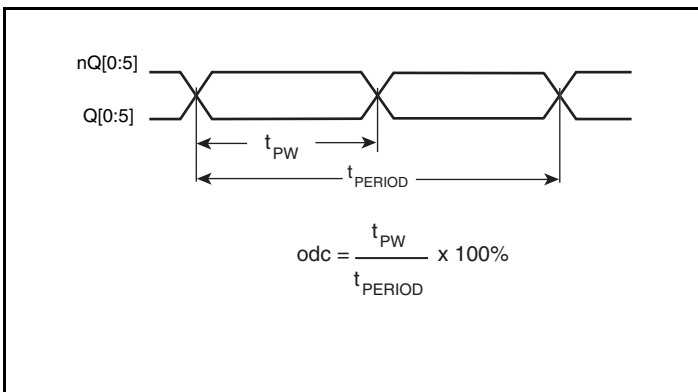 nQ[0:5]
Q[0:5]
tPW
tPERIOD
odc = tPW / tPERIOD x 100%